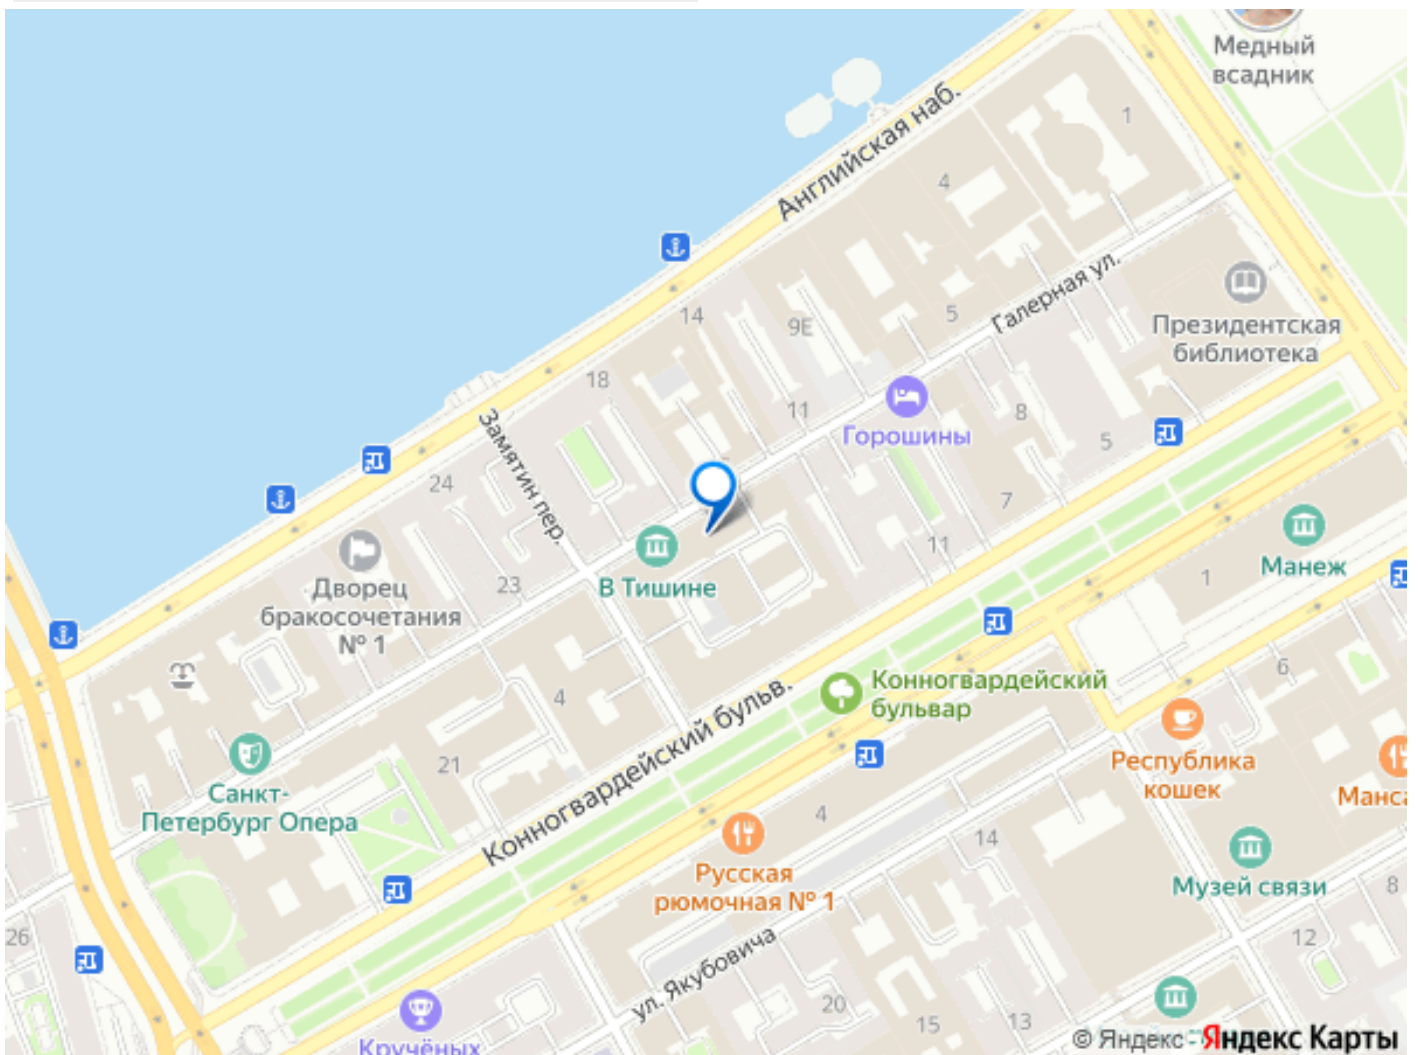 Медный
всадник
1
Английская наб.
4
Галерная ул.
Президентская
библиотека
5
14
9Е
18
11
Горошины
8
5
Замятин пер.
24
7
11
Манеж
1
В Тишине
23
Дворец
бракосочетания
№ 1
4
Конногвардейский
бульвар
6
Конногвардейский бульв.
21
Республика
кошек
Санкт-
Петербург Опера
4
14
Русская
рюмочная № 1
Музей связи
8
26
12
ул. Якубовича
20
15
13
Кручёных
© Яндекс
Яндекс Карты